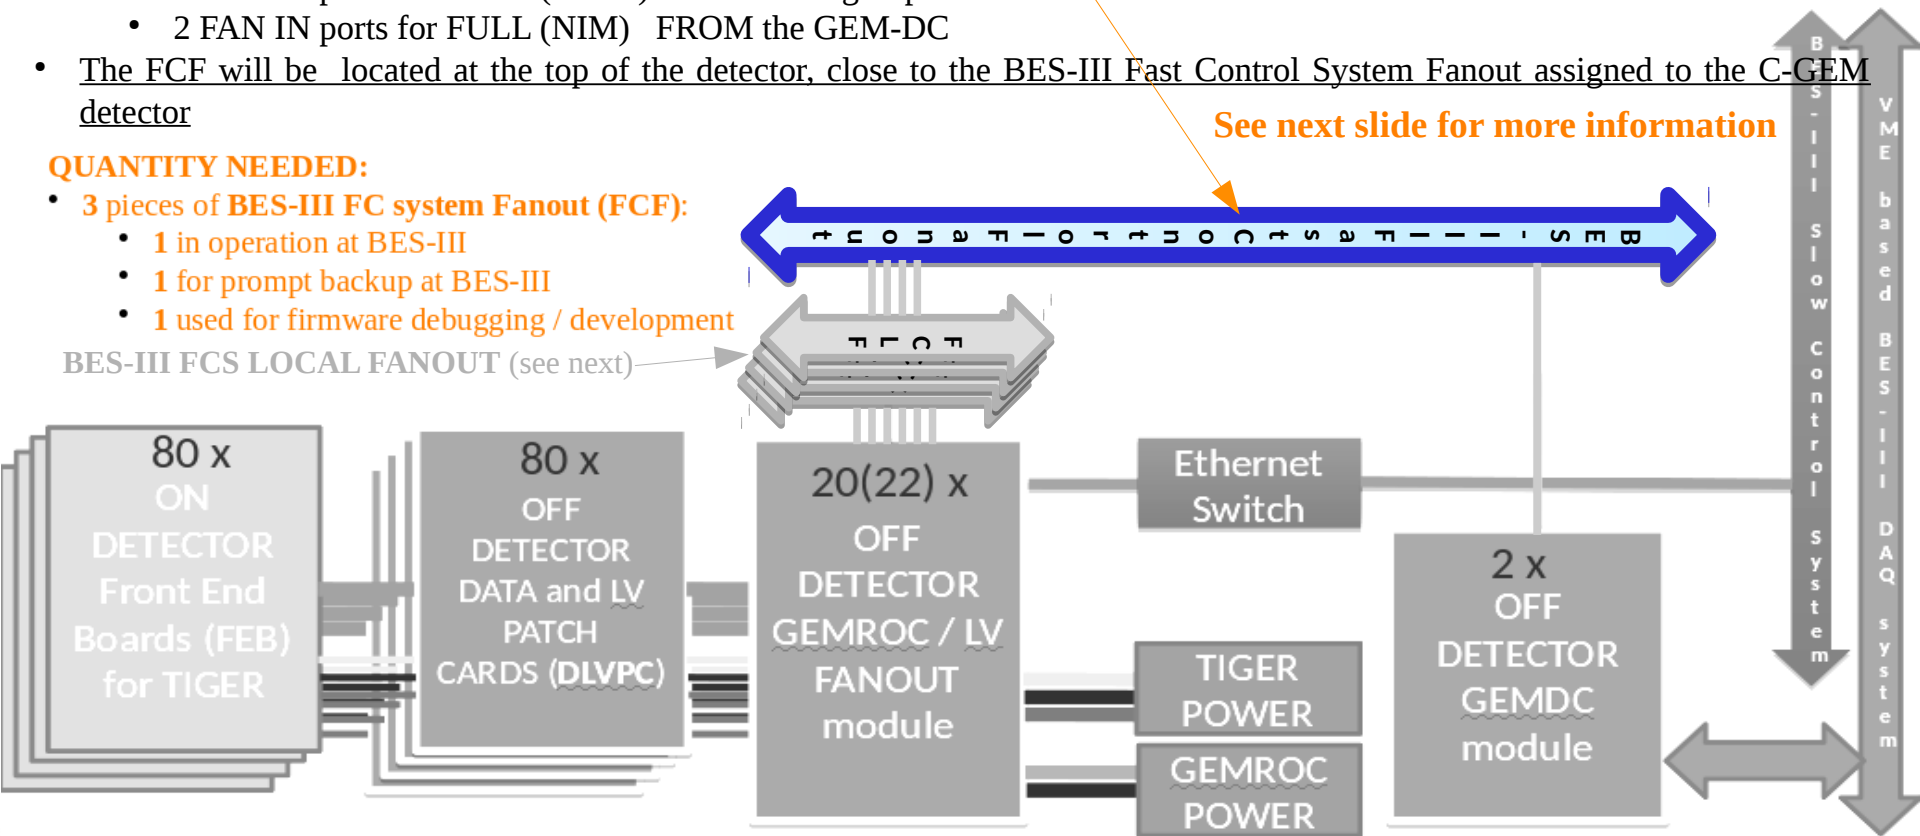 • 2 FAN IN ports for FULL (NIM) FROM the GEM-DC
• The FCF will be located at the top of the detector, close to the BES-III Fast Control System Fanout assigned to the C-GEM
detector
See next slide for more information
QUANTITY NEEDED:
• 3 pieces of BES-III FC system Fanout (FCF):
• 1 in operation at BES-III
• 1 for prompt backup at BES-III
• 1 used for firmware debugging / development
BES-III FCS LOCAL FANOUT (see next)
BES-III Fast Control Fanout
FCLF
80 x
ON
DETECTOR
Front End
Boards (FEB)
for TIGER
80 x
OFF
DETECTOR
DATA and LV
PATCH
CARDS (DLVPC)
20(22) x
OFF
DETECTOR
GEMROC / LV
FANOUT
module
Ethernet
Switch
TIGER
POWER
GEMROC
POWER
2 x
OFF
DETECTOR
GEMDC
module
BES-III Slow Control System
VME based BES-III DAQ system